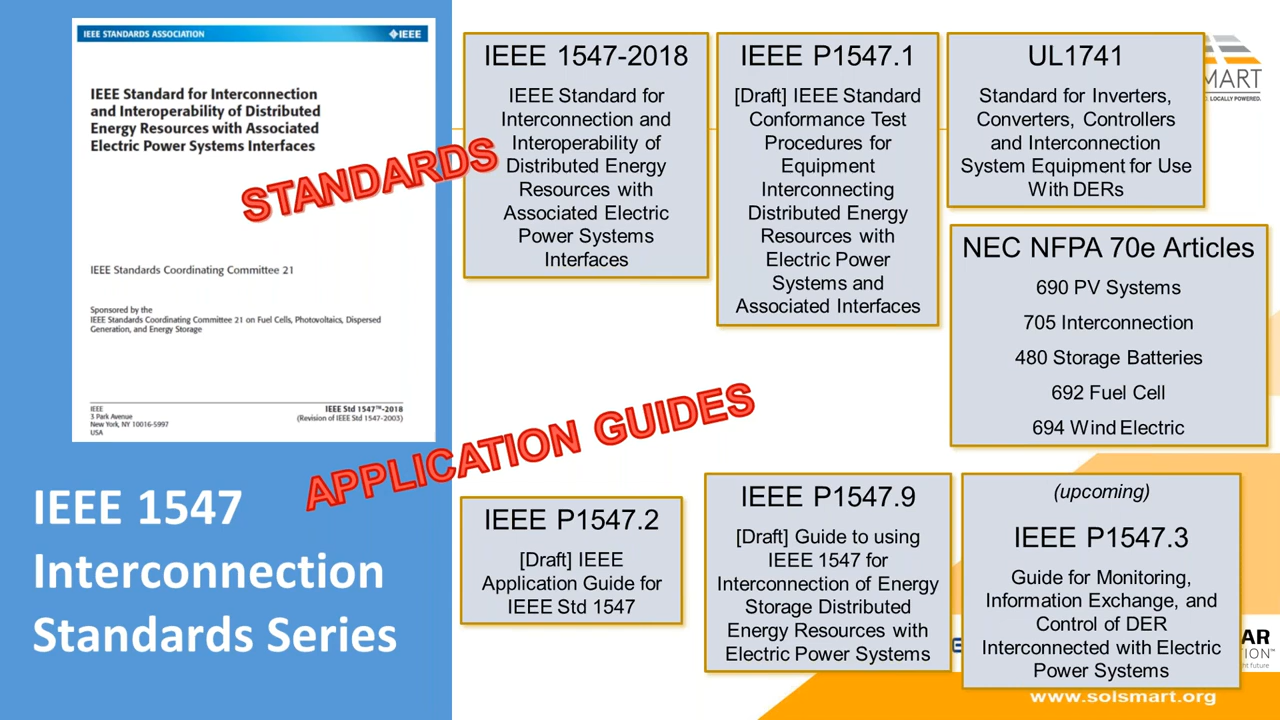 IEEE STANDARDS ASSOCIATION
IEEE
IEEE Standard for Interconnection
and Interoperability of Distributed
Energy Resources with Associated
Electric Power Systems Interfaces
IEEE Standards Coordinating Committee 21
Sponsored by the
IEEE Standards Coordinating Committee 21 on Fuel Cells, Photovoltaics, Dispersed
Generation, and Energy Storage
IEEE
3 Park Avenue
New York, NY 10016-5997
USA
IEEE Std 1547™-2018
(Revision of IEEE Std 1547-2003)
IEEE 1547
Interconnection
Standards Series
STANDARDS
IEEE 1547-2018
IEEE Standard for
Interconnection and
Interoperability of
Distributed Energy
Resources with
Associated Electric
Power Systems
Interfaces
IEEE P1547.1
[Draft] IEEE Standard
Conformance Test
Procedures for
Equipment
Interconnecting
Distributed Energy
Resources with
Electric Power
Systems and
Associated Interfaces
UL1741
Standard for Inverters,
Converters, Controllers
and Interconnection
System Equipment for Use
With DERs
MART
LOCALLY POWERED.
NEC NFPA 70e Articles
690 PV Systems
705 Interconnection
480 Storage Batteries
692 Fuel Cell
694 Wind Electric
APPLICATION GUIDES
IEEE P1547.2
[Draft] IEEE
Application Guide for
IEEE Std 1547
IEEE P1547.9
[Draft] Guide to using
IEEE 1547 for
Interconnection of Energy
Storage Distributed
Energy Resources with
Electric Power Systems
(upcoming)
IEEE P1547.3
Guide for Monitoring,
Information Exchange, and
Control of DER
Interconnected with Electric
Power Systems
AR
ION™
ht future
www.solsmart.org